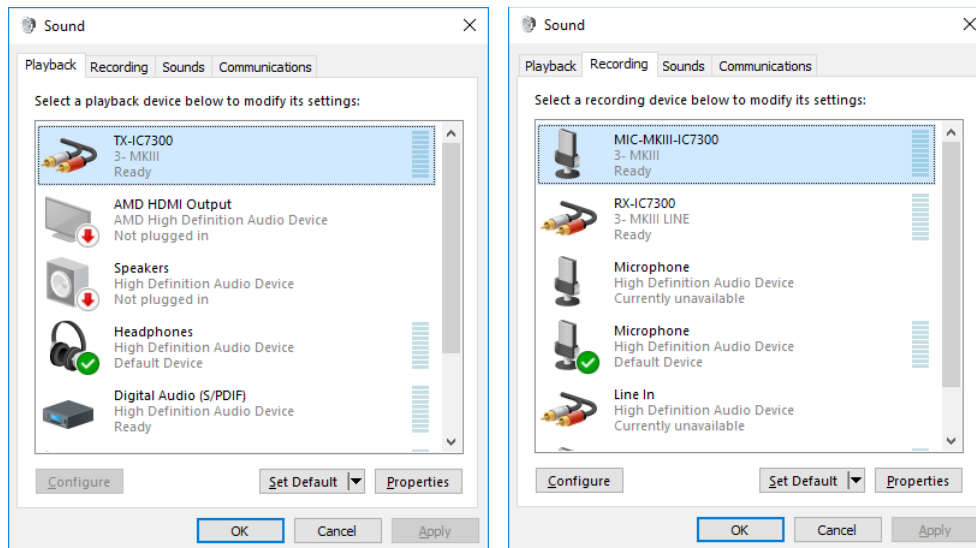 Sound
Playback Recording Sounds Communications
Select a playback device below to modify its settings:
TX-IC7300
3- MKIII
Ready
AMD HDMI Output
AMD High Definition Audio Device
Not plugged in
Speakers
High Definition Audio Device
Not plugged in
Headphones
High Definition Audio Device
Default Device
Digital Audio (S/PDIF)
High Definition Audio Device
Ready
Configure Set Default Properties
OK Cancel Apply
Sound
Playback Recording Sounds Communications
Select a recording device below to modify its settings:
MIC-MKIII-IC7300
3- MKIII
Ready
RX-IC7300
3- MKIII LINE
Ready
Microphone
High Definition Audio Device
Currently unavailable
Microphone
High Definition Audio Device
Default Device
Line In
High Definition Audio Device
Currently unavailable
Configure Set Default Properties
OK Cancel Apply